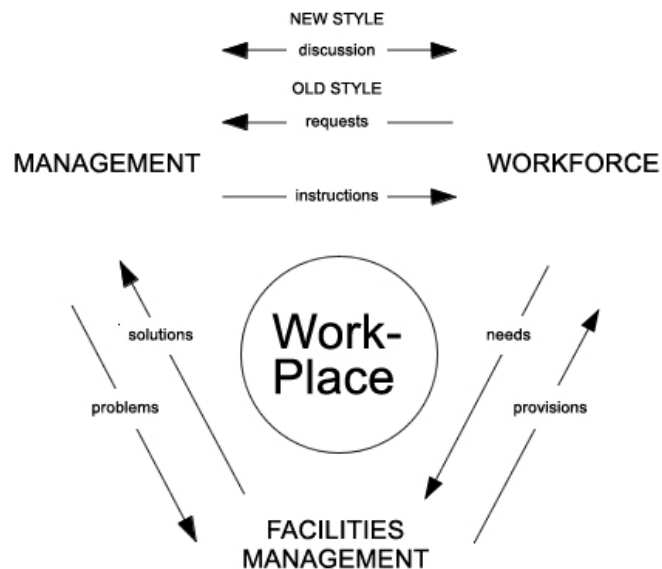 NEW STYLE
discussion
OLD STYLE
requests
MANAGEMENT
WORKFORCE
instructions
Work-
Place
solutions
needs
problems
provisions
FACILITIES
MANAGEMENT